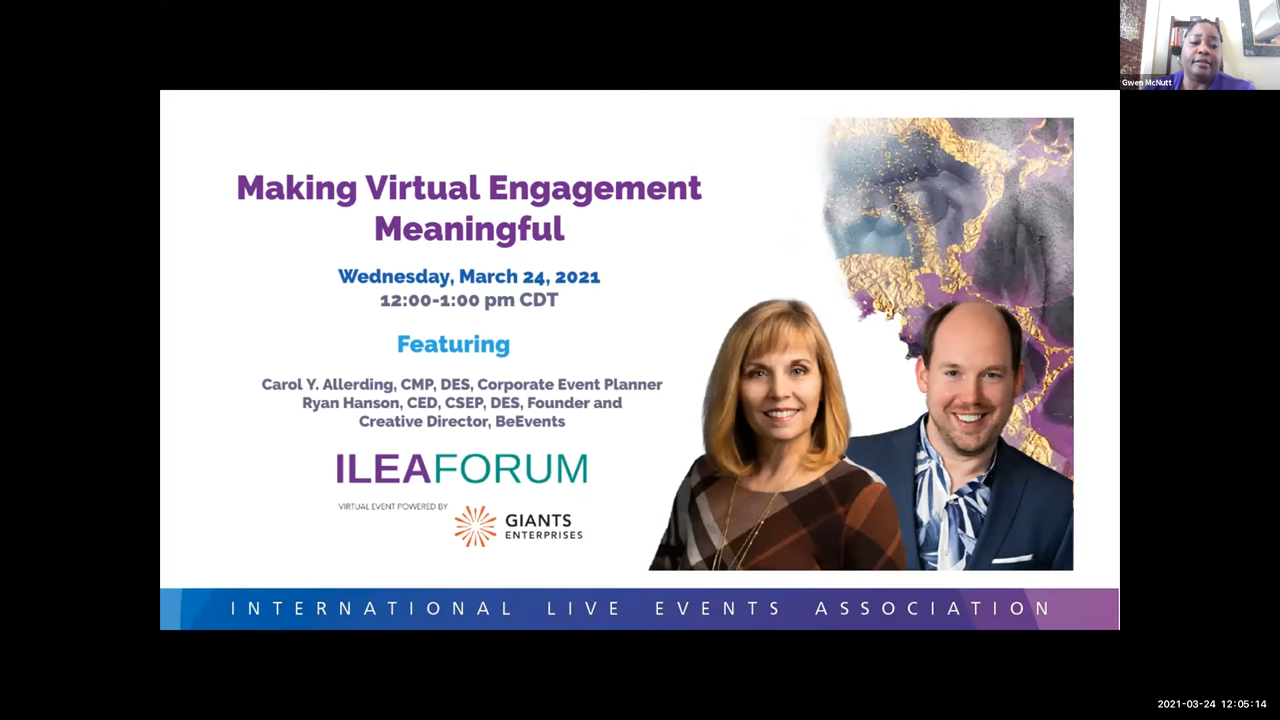 Gwen McNutt
Making Virtual Engagement
Meaningful
Wednesday, March 24, 2021
12:00-1:00 pm CDT
Featuring
Carol Y. Allerding, CMP, DES, Corporate Event Planner
Ryan Hanson, CED, CSEP, DES, Founder and
Creative Director, BeEvents
ILEAFORUM
VIRTUAL EVENT POWERED BY
GIANTS
ENTERPRISES
INTERNATIONAL LIVE EVENTS ASSOCIATION
2021-03-24 12:05:14